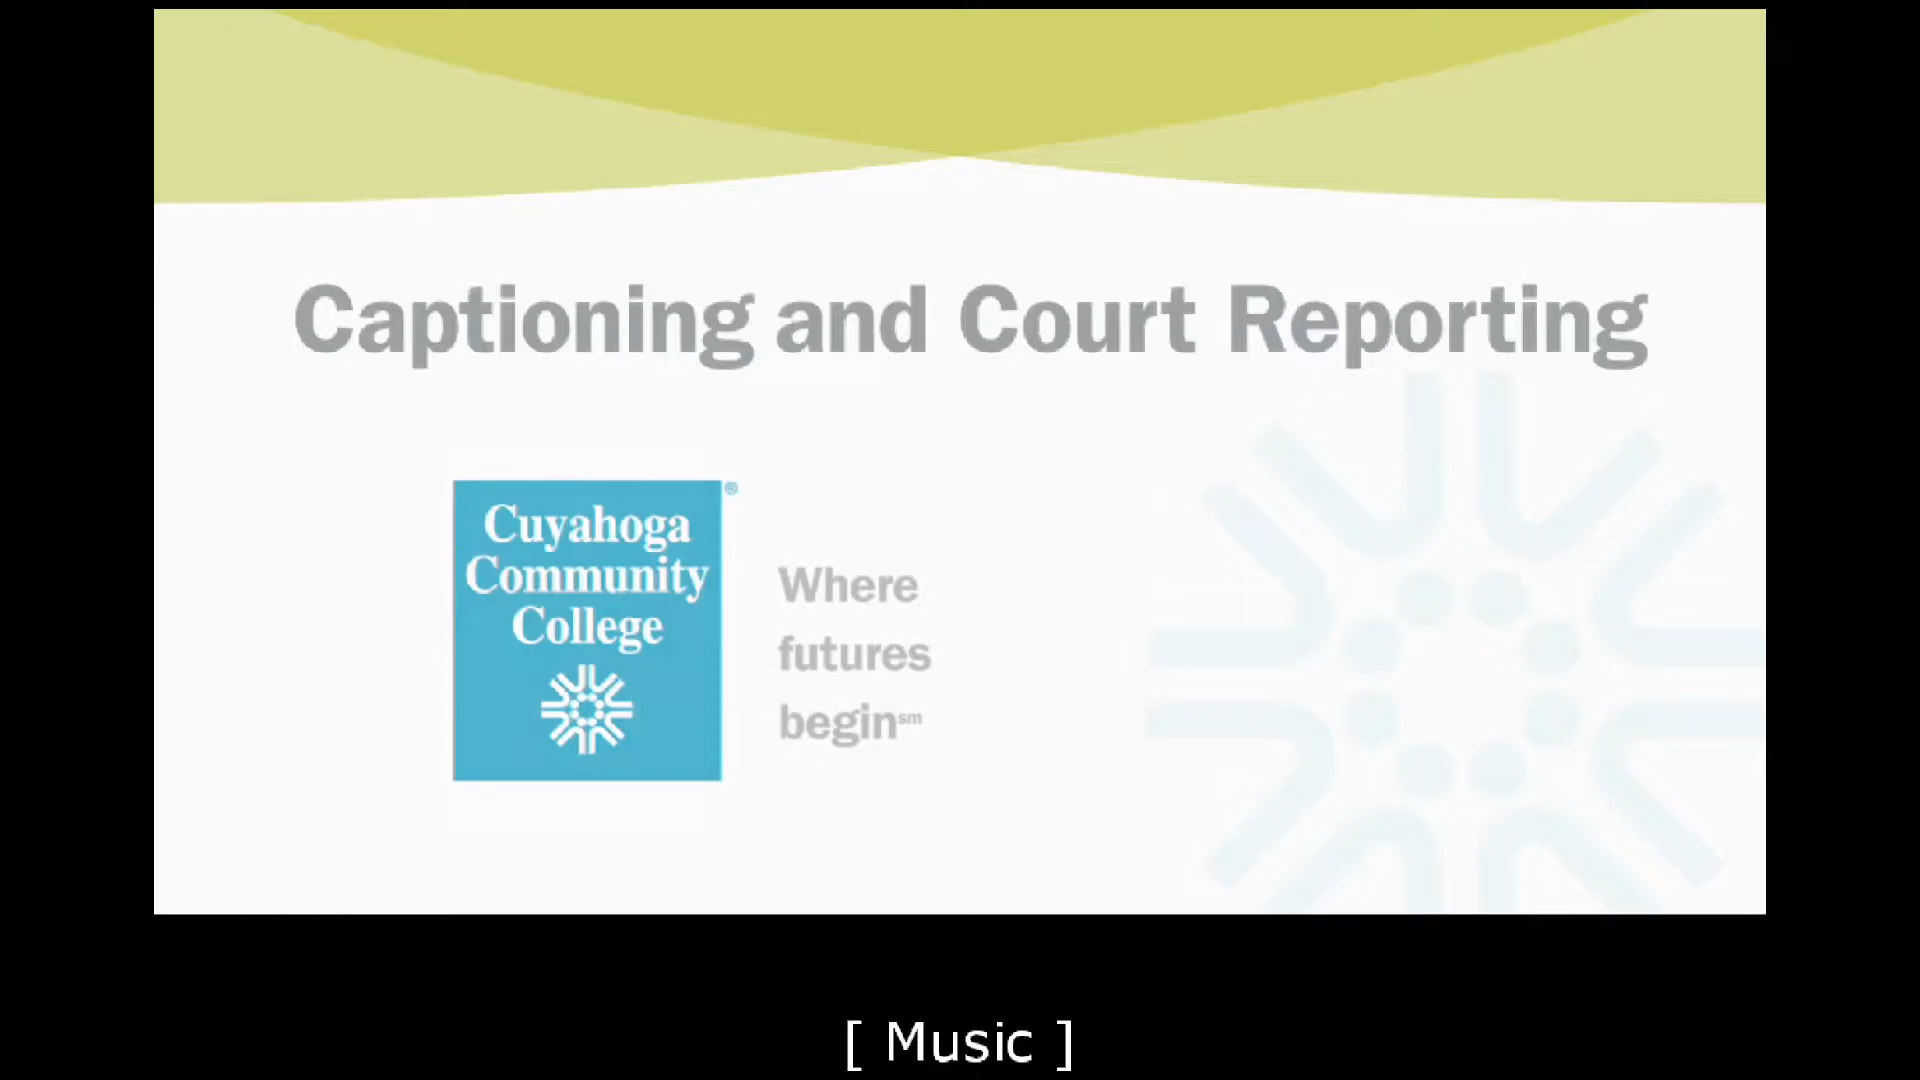 Captioning and Court Reporting
Cuyahoga
Community
College
®
Where
futures
begin℠
[ Music ]